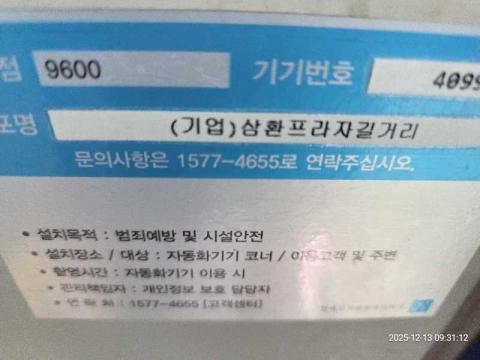 점 9600 기기번호 4099
포명 (기업)삼환프라자길거리
문의사항은 1577-4655로 연락주십시오.
• 설치목적 : 범죄예방 및 시설안전
• 설치장소 / 대상 : 자동화기기 코너 / 이용고객 및 주변
• 촬영시간 : 자동화기기 이용 시
• 관리책임자 : 개인정보 보호 담당자
• 연 락 처 : 1577-4655 [고객센터]
2025-12-13 09:31:12